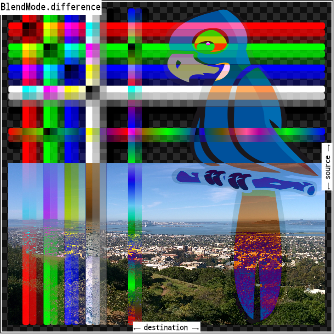 BlendMode.difference
← source →
← destination →